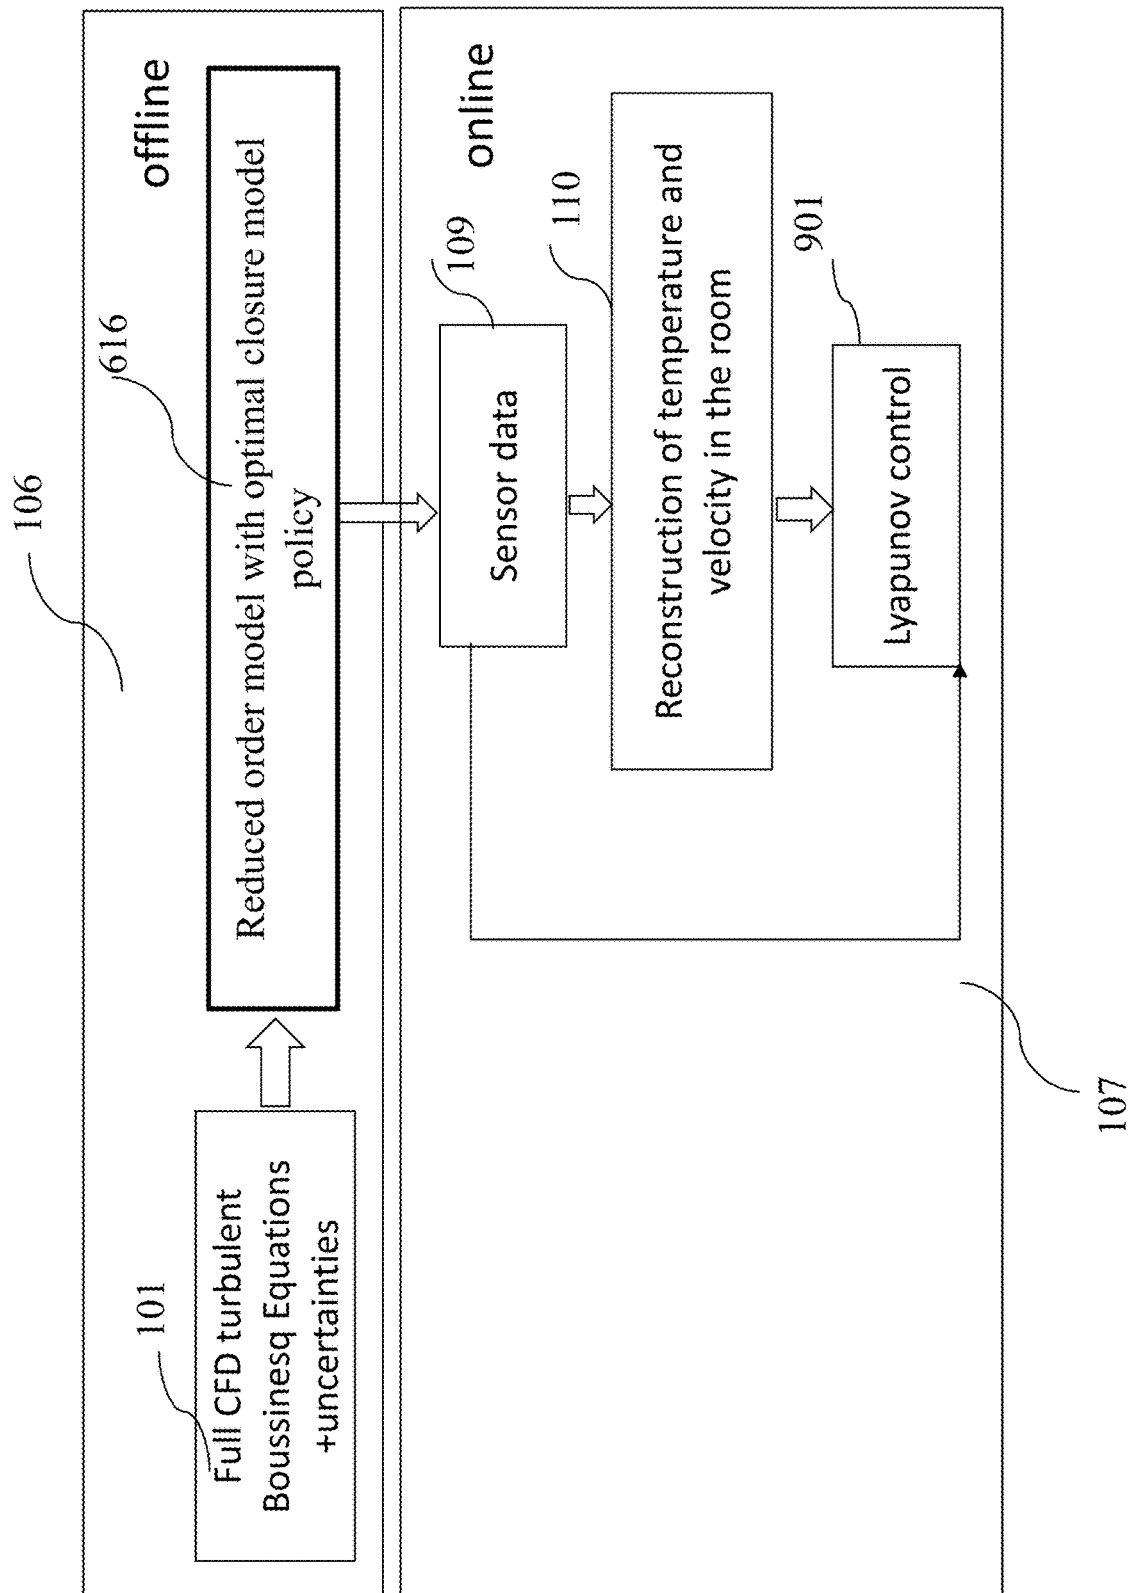 106
offline
616
Reduced order model with optimal closure model
policy
101
Full CFD turbulent
Boussinesq Equations
+uncertainties
online
109
Sensor data
110
Reconstruction of temperature and
velocity in the room
901
Lyapunov control
107